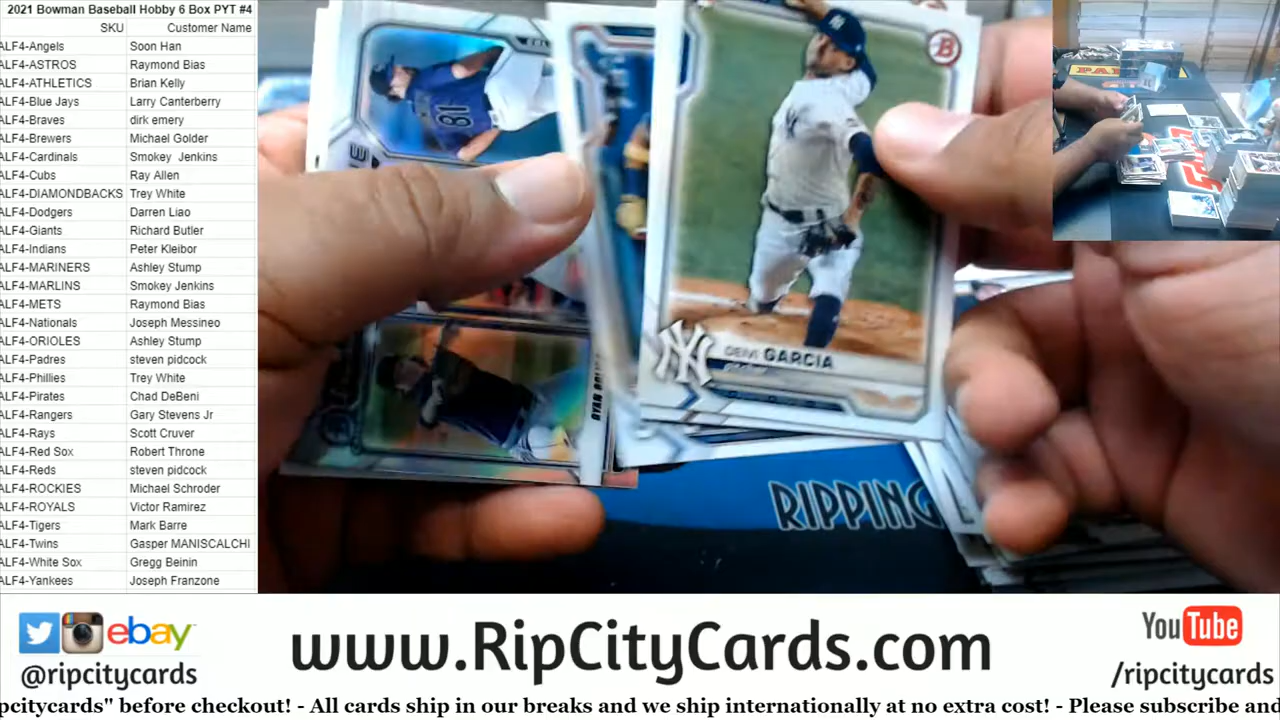 2021 Bowman Baseball Hobby 6 Box PYT #4
SKU Customer Name
ALF4-Angels Soon Han
ALF4-ASTROS Raymond Bias
ALF4-ATHLETICS Brian Kelly
ALF4-Blue Jays Larry Canterberry
ALF4-Braves dirk emery
ALF4-Brewers Michael Golder
ALF4-Cardinals Smokey Jenkins
ALF4-Cubs Ray Allen
ALF4-DIAMONDBACKS Trey White
ALF4-Dodgers Darren Liao
ALF4-Giants Richard Butler
ALF4-Indians Peter Kleibor
ALF4-MARINERS Ashley Stump
ALF4-MARLINS Smokey Jenkins
ALF4-METS Raymond Bias
ALF4-Nationals Joseph Messineo
ALF4-ORIOLES Ashley Stump
ALF4-Padres steven pidcock
ALF4-Phillies Trey White
ALF4-Pirates Chad DeBeni
ALF4-Rangers Gary Stevens Jr
ALF4-Rays Scott Cruver
ALF4-Red Sox Robert Throne
ALF4-Reds steven pidcock
ALF4-ROCKIES Michael Schroder
ALF4-ROYALS Victor Ramirez
ALF4-Tigers Mark Barre
ALF4-Twins Gasper MANISCALCHI
ALF4-White Sox Gregg Beinin
ALF4-Yankees Joseph Franzone
81
B
NY
DEIVI GARCIA
RIPPING
ebay
@ripcitycards
www.RipCityCards.com
YouTube
/ripcitycards
pcitycards" before checkout! - All cards ship in our breaks and we ship internationally at no extra cost! - Please subscribe and